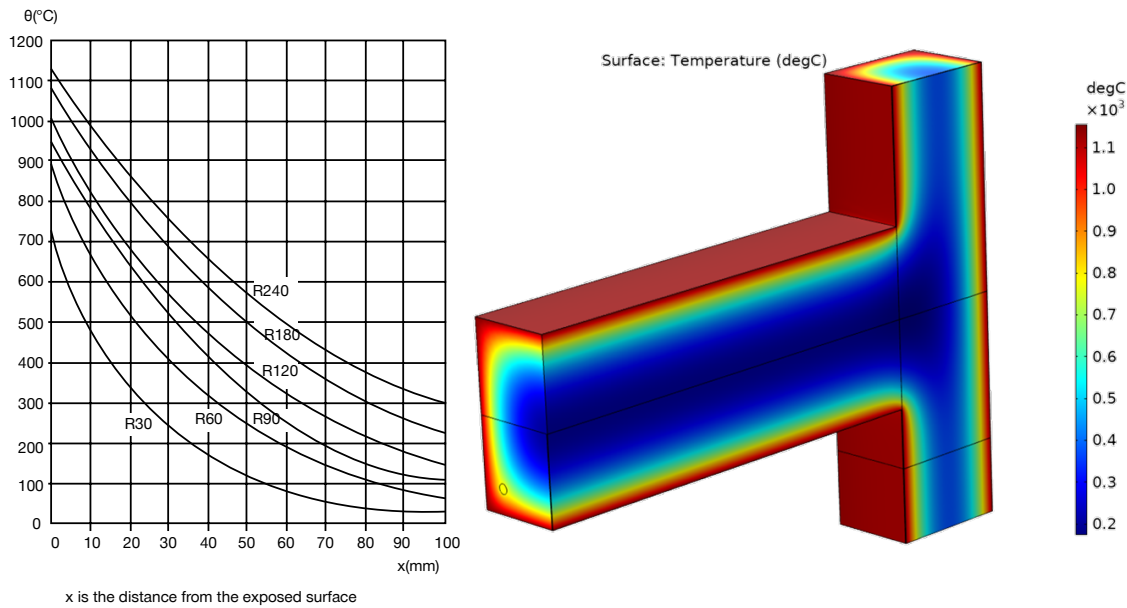 θ(°C)
1200
1100
1000
900
800
700
600
500
400
300
200
100
0
R240
R180
R120
R30
R60
R90
0 10 20 30 40 50 60 70 80 90 100
x(mm)
x is the distance from the exposed surface
Surface: Temperature (degC)
degC
×10³
1.1
1.0
0.9
0.8
0.7
0.6
0.5
0.4
0.3
0.2